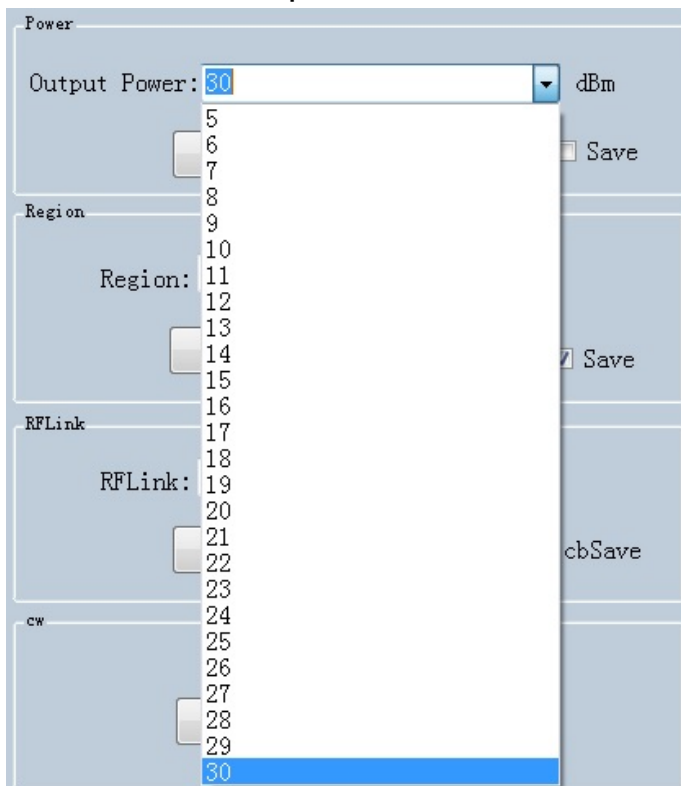 Power
Output Power: 30 dBm
5
6 Save
7
8
Region
9
10
Region: 11
12
13
14 Save
15
16
RFLink
17
18
RFLink: 19
20
21 cbSave
22
23
cw
24
25
26
27
28
29
30